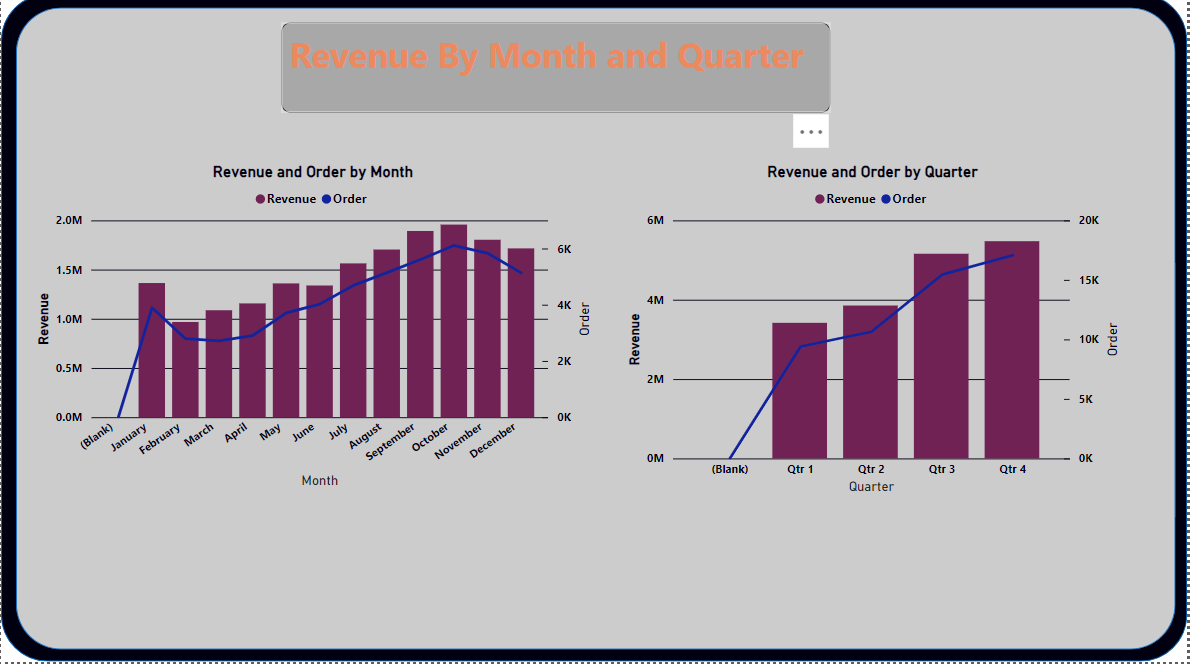 Revenue By Month and Quarter
Revenue and Order by Month
Revenue Order
2.0M
1.5M
1.0M
0.5M
0.0M
Revenue
6K
4K
2K
0K
Order
(Blank) January February March April May June July August September October November December
Month
Revenue and Order by Quarter
Revenue Order
6M
4M
2M
0M
Revenue
20K
15K
10K
5K
0K
Order
(Blank) Qtr 1 Qtr 2 Qtr 3 Qtr 4
Quarter